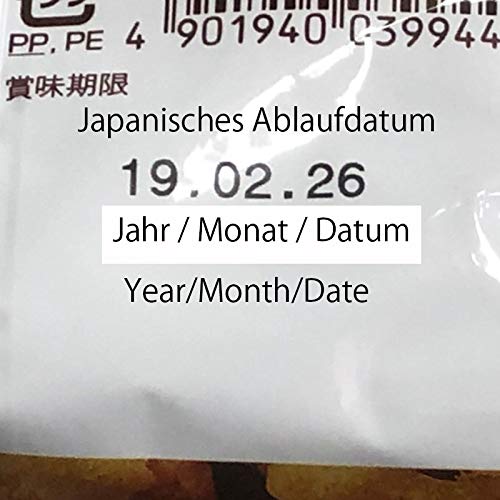 PP, PE 4 901940 039944
賞味期限
Japanisches Ablaufdatum
19.02.26
Jahr / Monat / Datum
Year/Month/Date